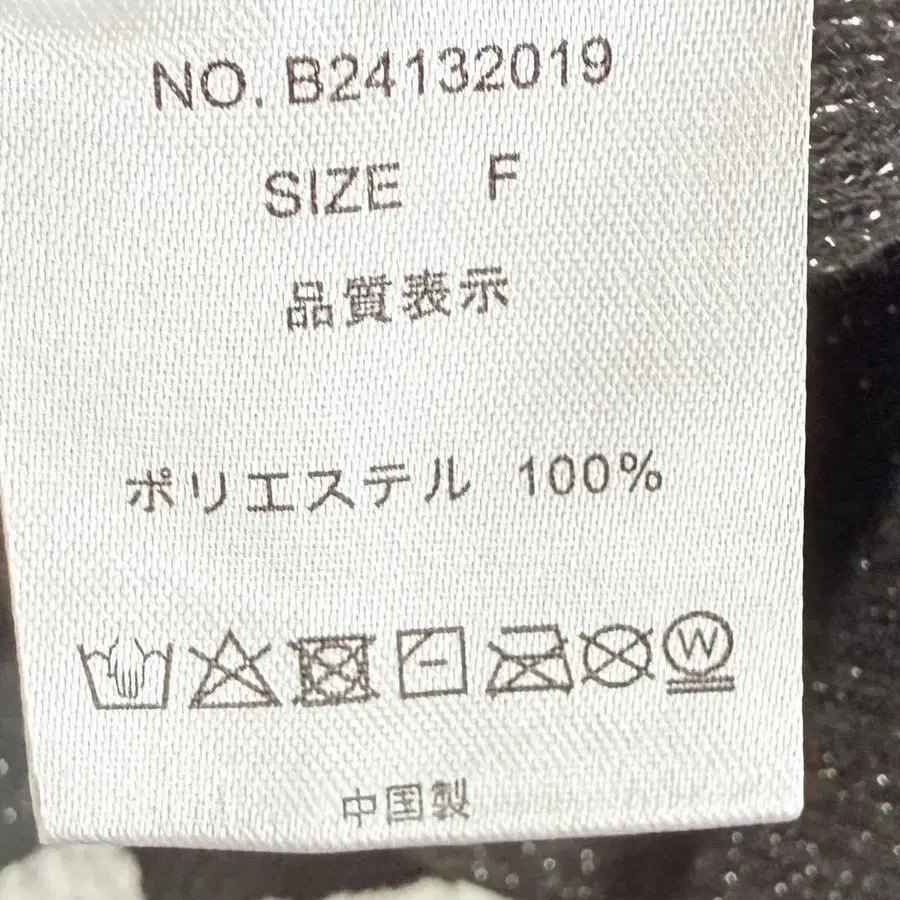 NO. B24132019
SIZE F
品質表示
ポリエステル 100%
W
中国製